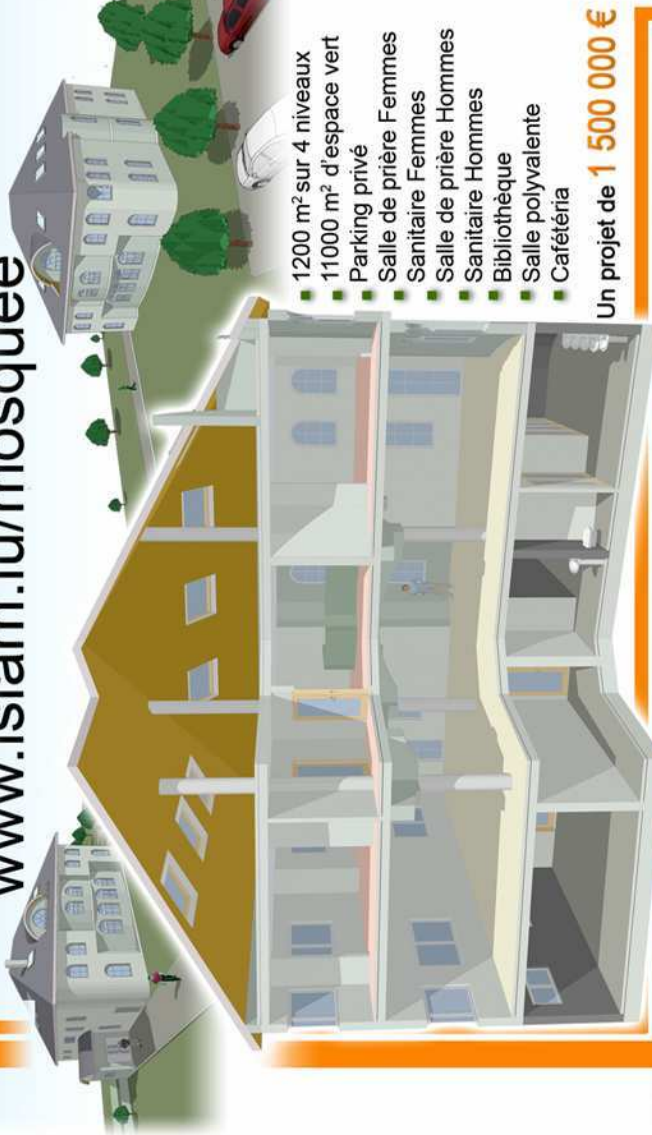 www.islam.lu/mosquee
1200 m² sur 4 niveaux
11000 m² d'espace vert
Parking privé
Salle de prière Femmes
Sanitaire Femmes
Salle de prière Hommes
Sanitaire Hommes
Bibliothèque
Salle polyvalente
Cafétéria
Un projet de 1 500 000 €